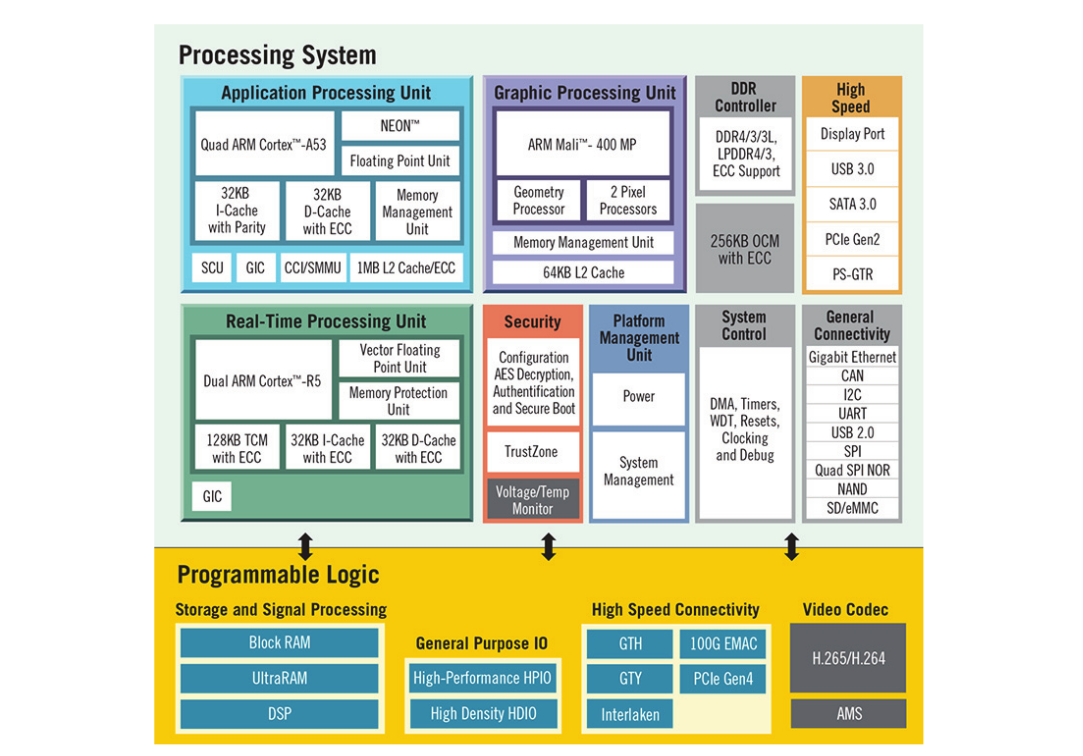 Processing System
Application Processing Unit
Quad ARM Cortex™-A53
NEON™
Floating Point Unit
32KB
I-Cache
with Parity
32KB
D-Cache
with ECC
Memory
Management
Unit
SCU
GIC
CCI/SMMU
1MB L2 Cache/ECC
Graphic Processing Unit
ARM Mali™- 400 MP
Geometry
Processor
2 Pixel
Processors
Memory Management Unit
64KB L2 Cache
DDR
Controller
DDR4/3/3L,
LPDDR4/3,
ECC Support
256KB OCM
with ECC
High
Speed
Display Port
USB 3.0
SATA 3.0
PCIe Gen2
PS-GTR
Real-Time Processing Unit
Dual ARM Cortex™-R5
Vector Floating
Point Unit
Memory Protection
Unit
128KB TCM
with ECC
32KB I-Cache
with ECC
32KB D-Cache
with ECC
GIC
Security
Configuration
AES Decryption,
Authentification
and Secure Boot
TrustZone
Voltage/Temp
Monitor
Platform
Management
Unit
Power
System
Management
System
Control
DMA, Timers,
WDT, Resets,
Clocking
and Debug
General
Connectivity
Gigabit Ethernet
CAN
I2C
UART
USB 2.0
SPI
Quad SPI NOR
NAND
SD/eMMC
Programmable Logic
Storage and Signal Processing
Block RAM
UltraRAM
DSP
General Purpose IO
High-Performance HPIO
High Density HDIO
High Speed Connectivity
GTH
100G EMAC
GTY
PCIe Gen4
Interlaken
Video Codec
H.265/H.264
AMS